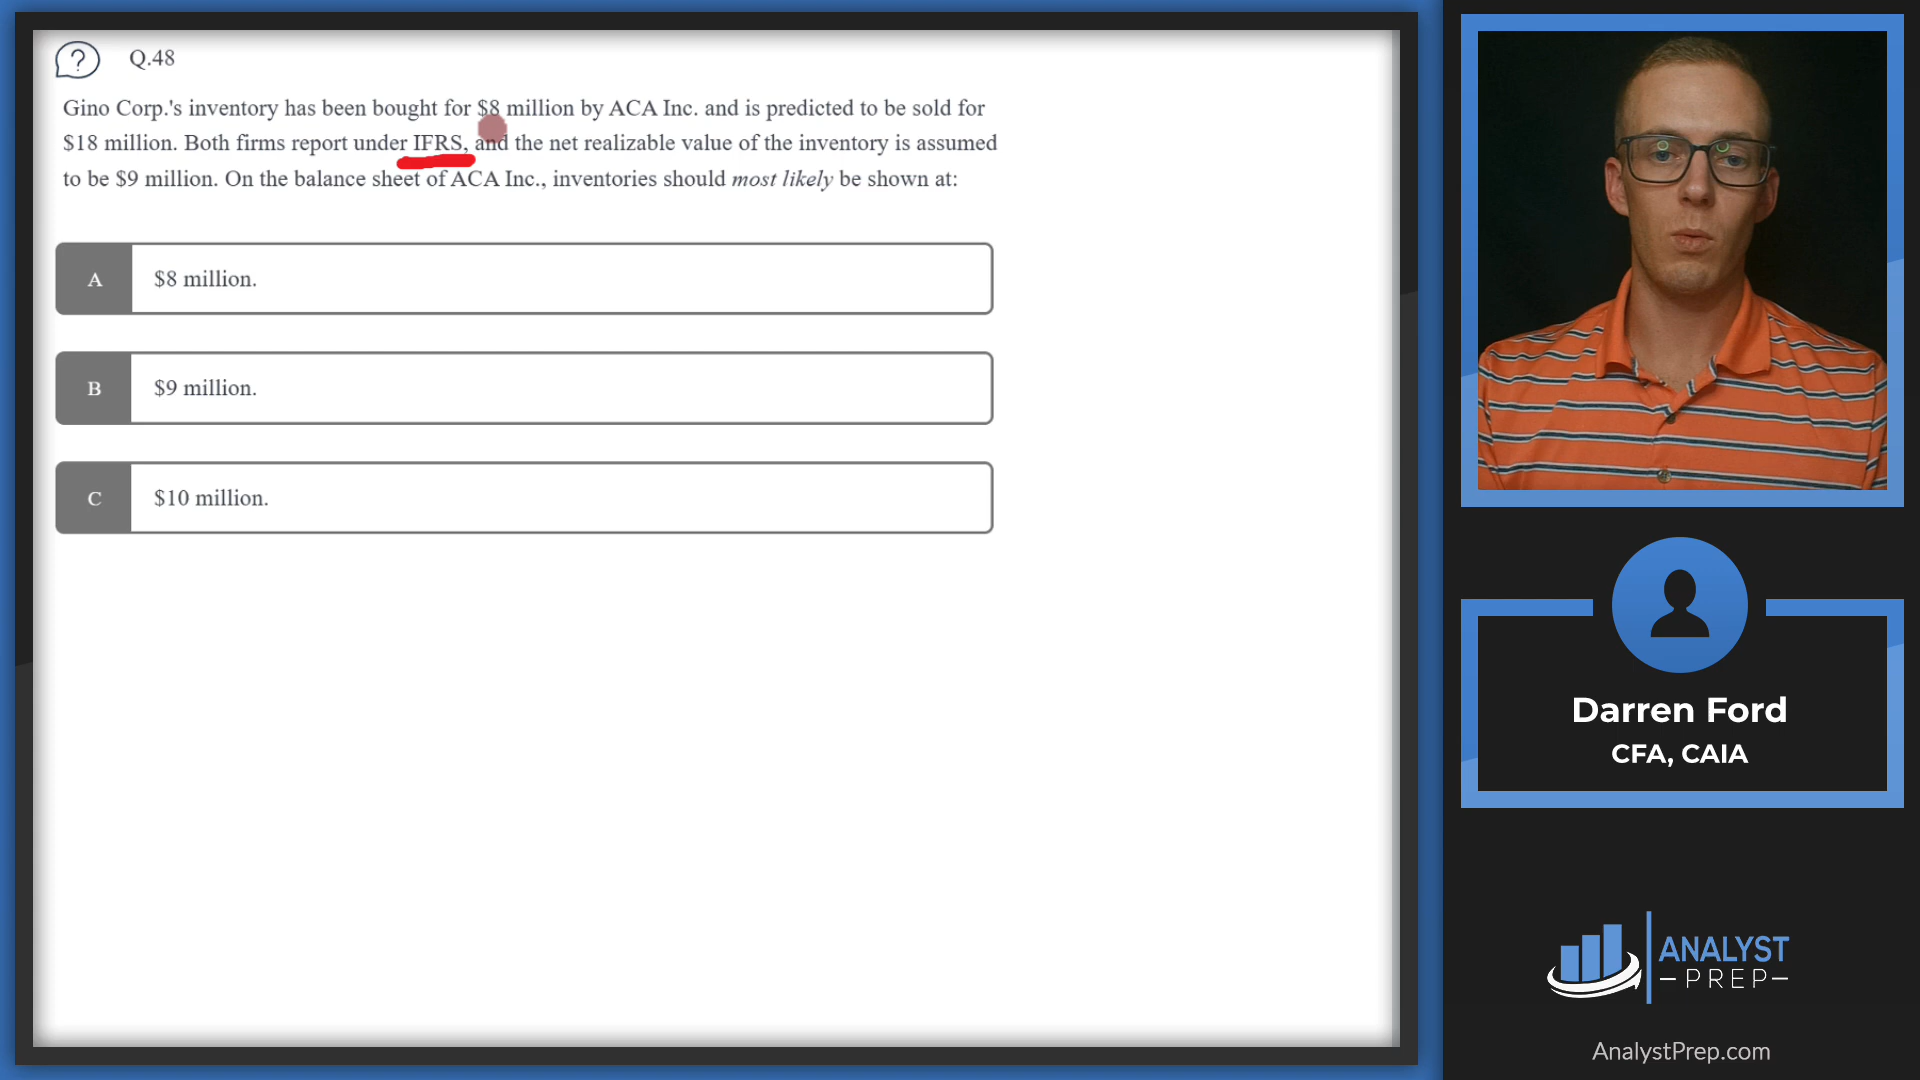 ?
Q.48
Gino Corp.'s inventory has been bought for $8 million by ACA Inc. and is predicted to be sold for
$18 million. Both firms report under IFRS, and the net realizable value of the inventory is assumed
to be $9 million. On the balance sheet of ACA Inc., inventories should most likely be shown at:
A
$8 million.
B
$9 million.
C
$10 million.
Darren Ford
CFA, CAIA
ANALYST
PREP
AnalystPrep.com